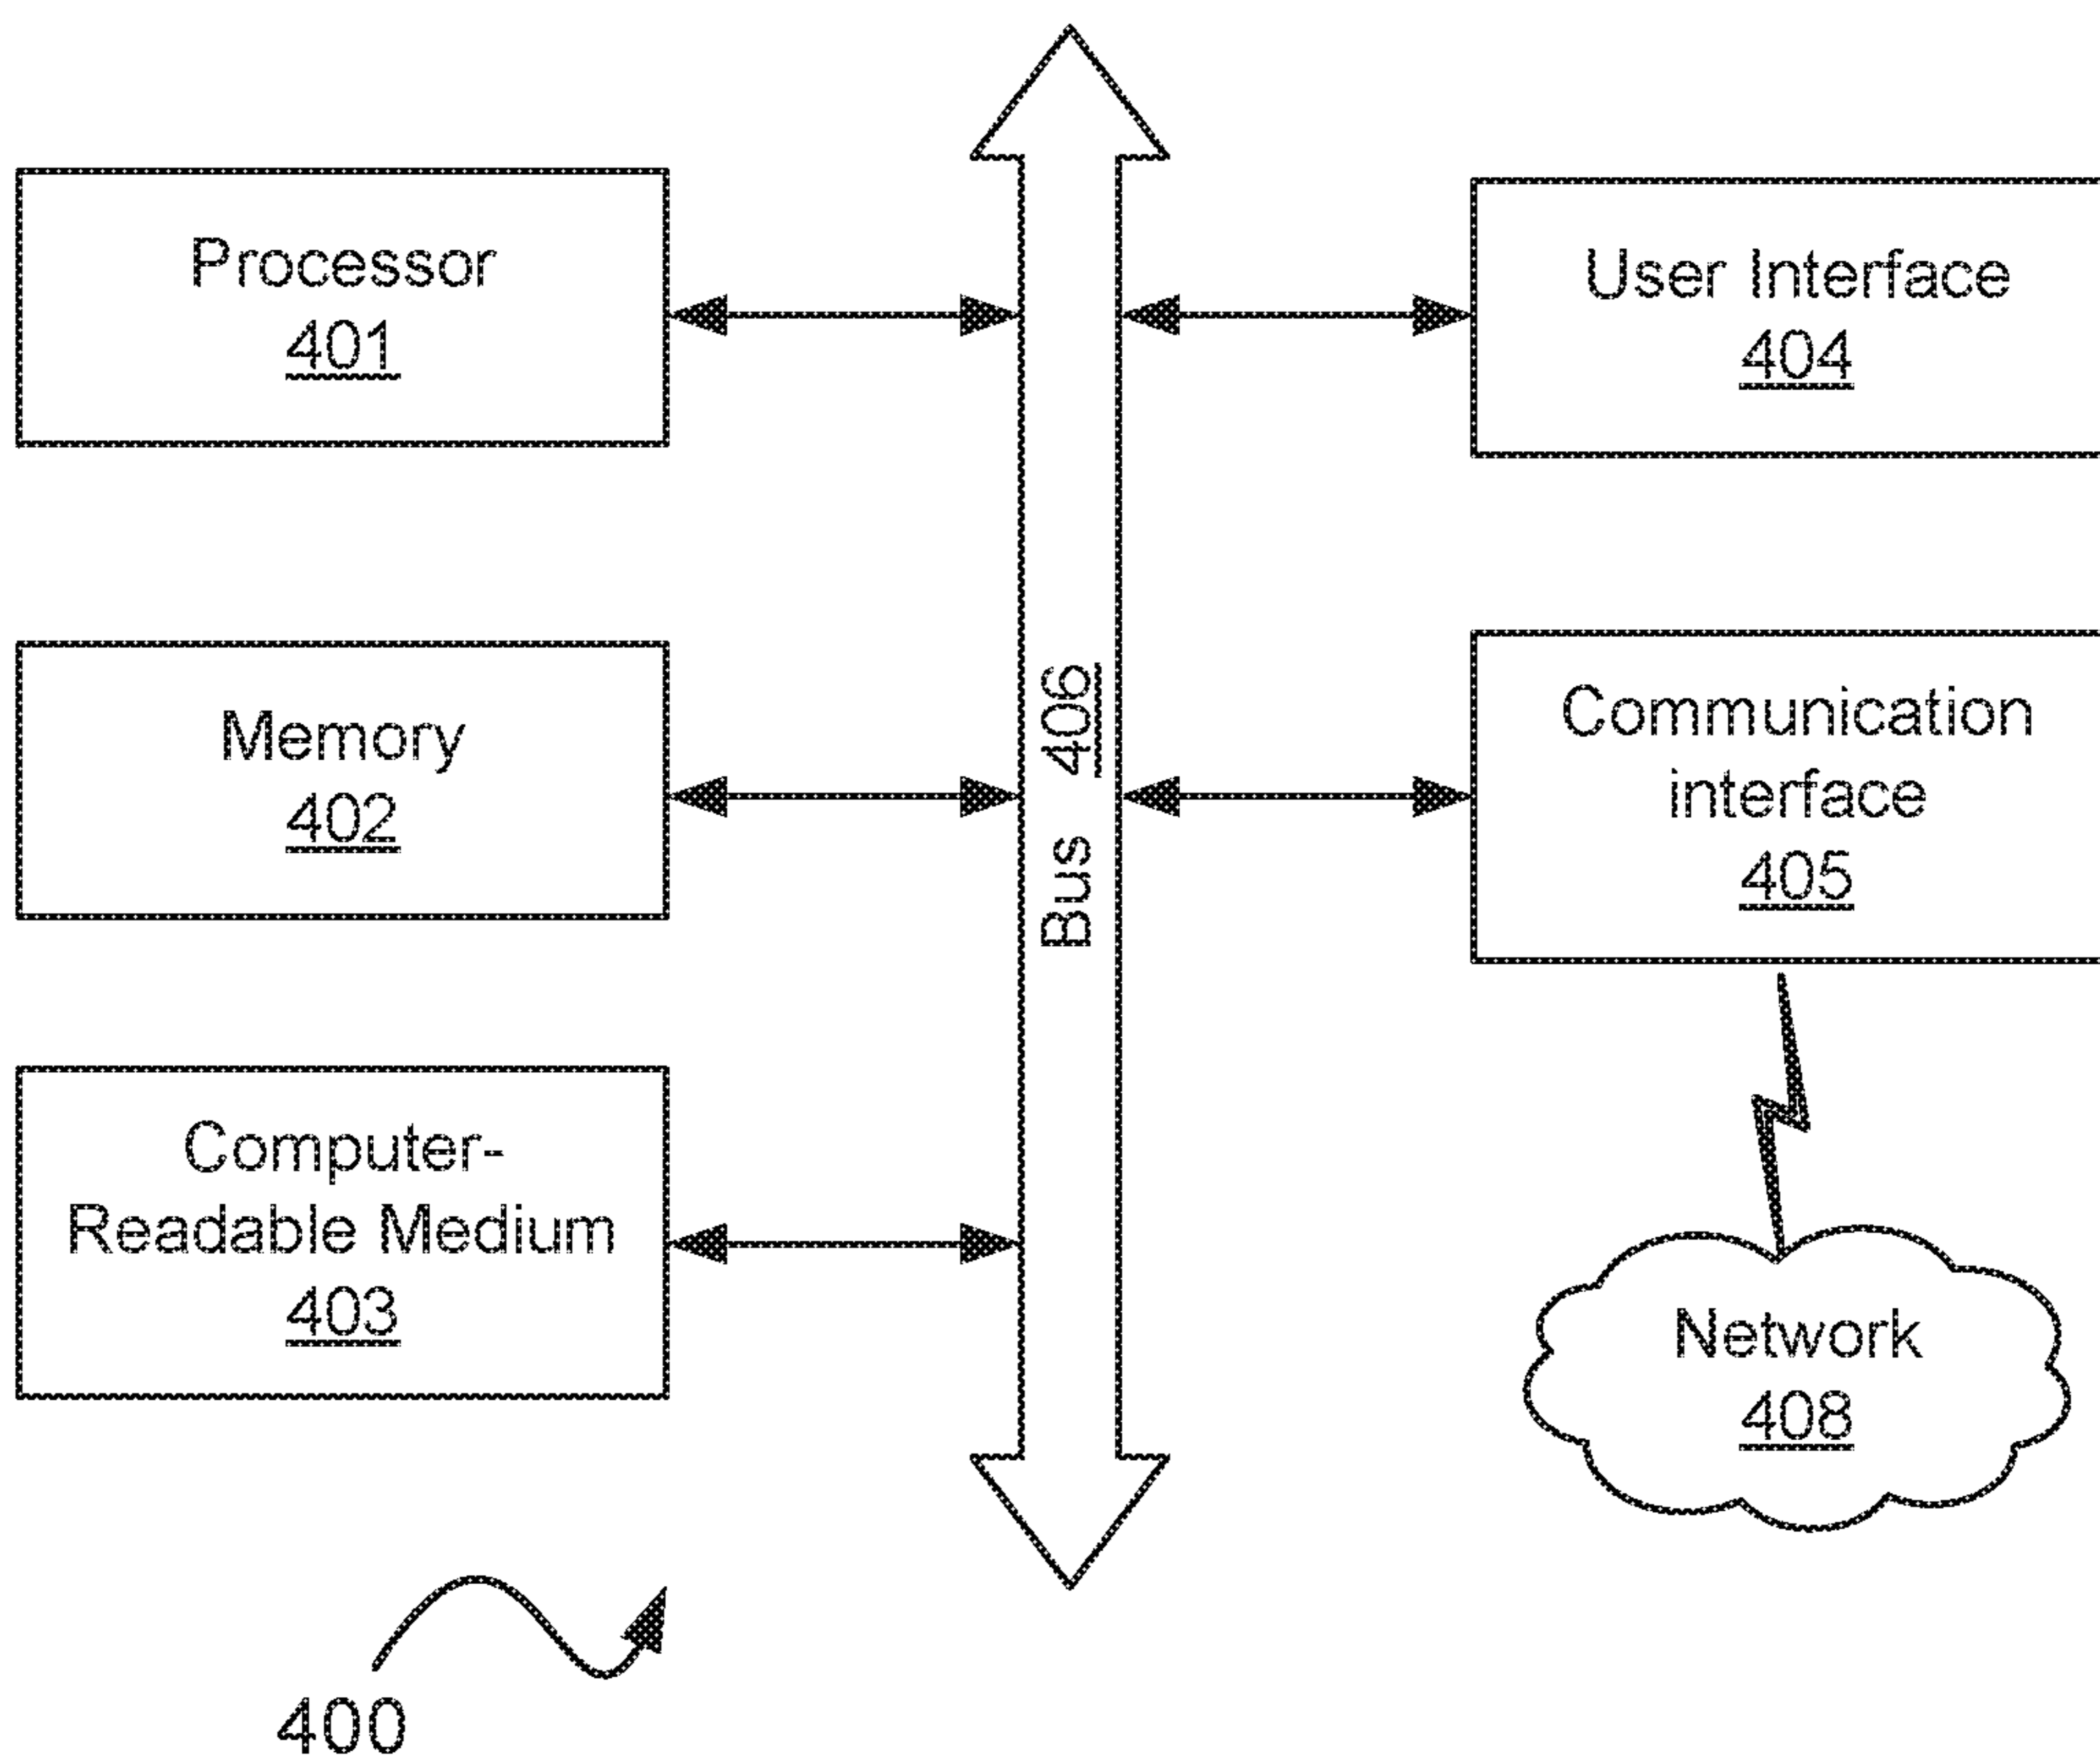 Processor
401
User Interface
404
Memory
402
Bus 406
Communication
interface
405
Computer-
Readable Medium
403
Network
408
400